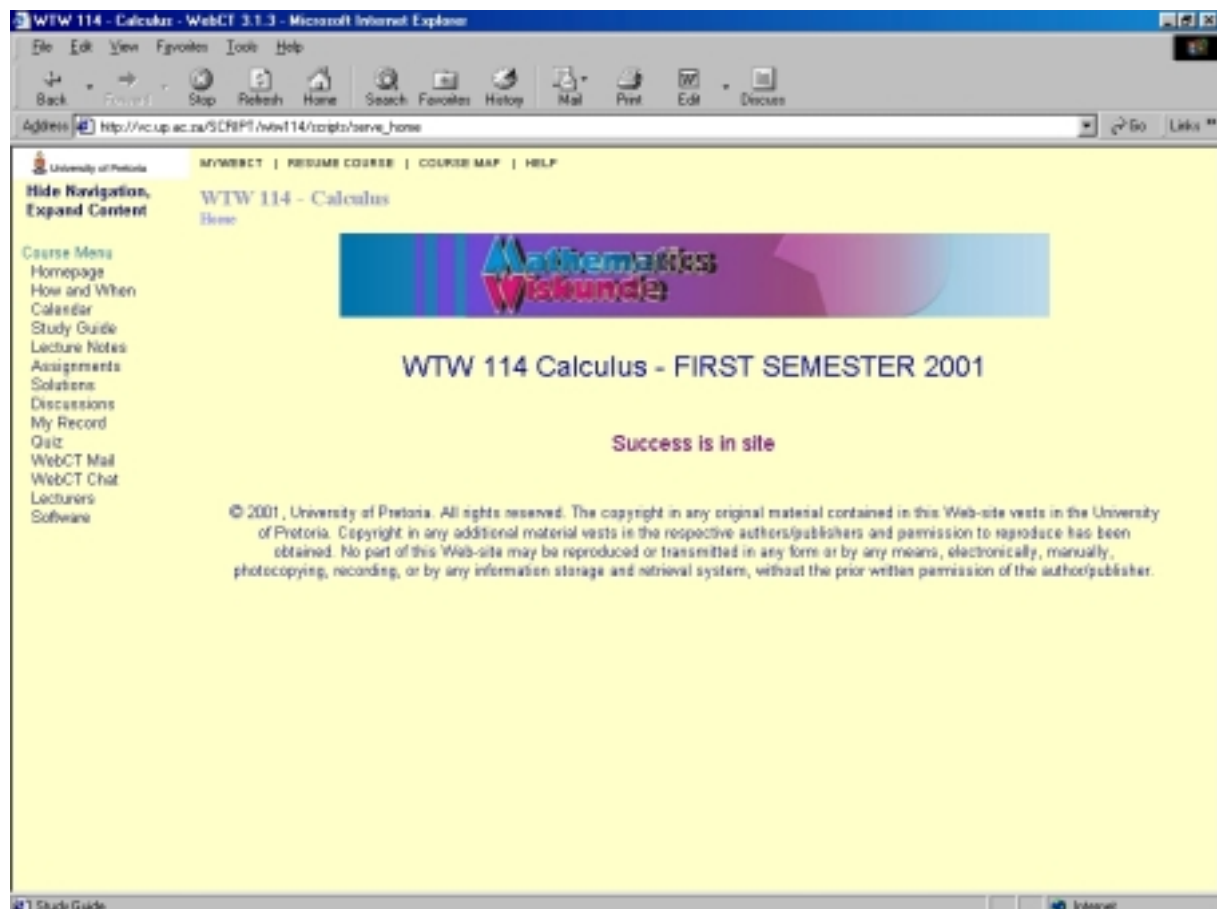 WTW 114 - Calculus - WebCT 3.1.3 - Microsoft Internet Explorer
File Edit View Favorites Tools Help
Back Forward Stop Refresh Home Search Favorites History Mail Print Edit Discuss
Address http://vc.up.ac.za/SCRIPT/wtw114/scripts/serve_home Go Links »
University of Pretoria
MYWEBCT | RESUME COURSE | COURSE MAP | HELP
Hide Navigation,
Expand Content
WTW 114 - Calculus
Home
Mathematics
Wiskunde
Course Menu
Homepage
How and When
Calendar
Study Guide
Lecture Notes
Assignments
Solutions
Discussions
My Record
Quiz
WebCT Mail
WebCT Chat
Lecturers
Software
WTW 114 Calculus - FIRST SEMESTER 2001
Success is in site
© 2001, University of Pretoria. All rights reserved. The copyright in any original material contained in this Web-site vests in the University
of Pretoria. Copyright in any additional material vests in the respective authors/publishers and permission to reproduce has been
obtained. No part of this Web-site may be reproduced or transmitted in any form or by any means, electronically, manually,
photocopying, recording, or by any information storage and retrieval system, without the prior written permission of the author/publisher.
Study Guide Internet